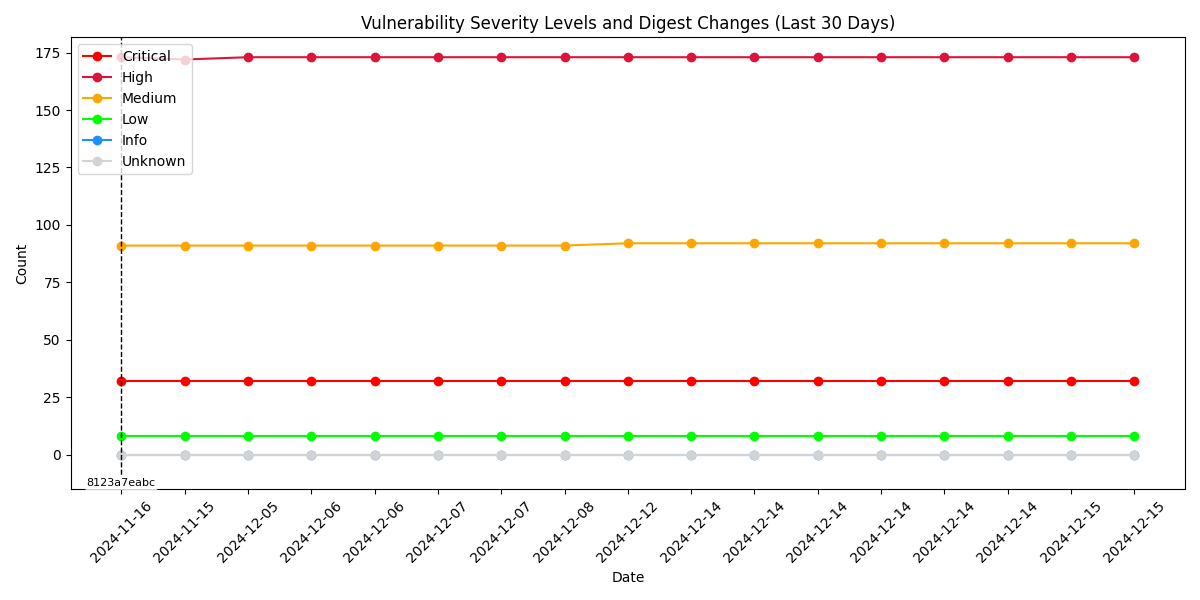 Vulnerability Severity Levels and Digest Changes (Last 30 Days)
Critical
High
Medium
Low
Info
Unknown
175
150
125
100
75
50
25
0
Count
8123a7eabc
2024-11-16
2024-11-15
2024-12-05
2024-12-06
2024-12-06
2024-12-07
2024-12-07
2024-12-08
2024-12-12
2024-12-14
2024-12-14
2024-12-14
2024-12-14
2024-12-14
2024-12-14
2024-12-15
2024-12-15
Date